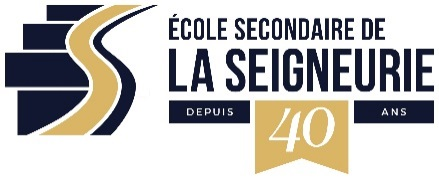 ÉCOLE SECONDAIRE DE
LA SEIGNEURIE
DEPUIS 40 ANS